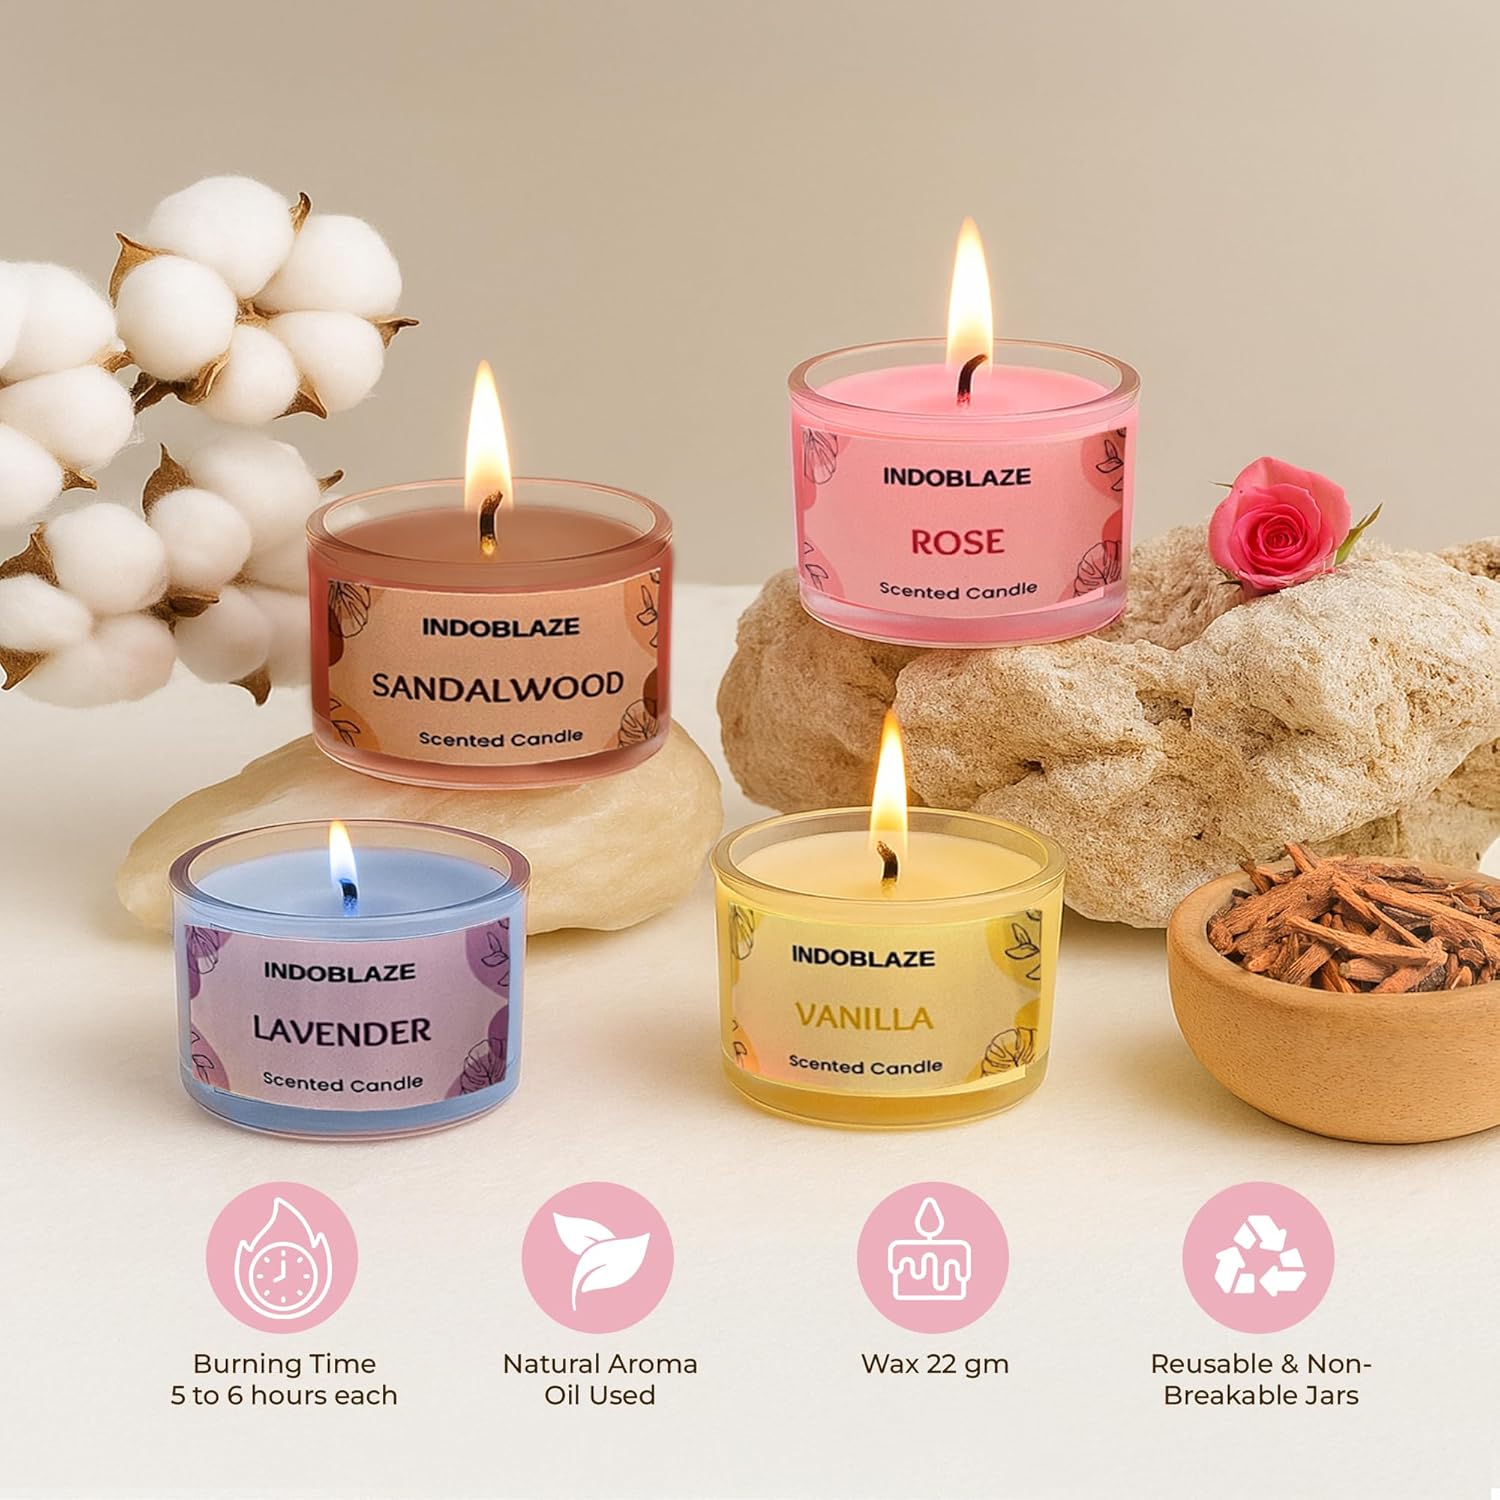 INDOBLAZE
ROSE
Scented Candle
INDOBLAZE
SANDALWOOD
Scented Candle
INDOBLAZE
LAVENDER
Scented Candle
INDOBLAZE
VANILLA
Scented Candle
Burning Time
5 to 6 hours each
Natural Aroma
Oil Used
Wax 22 gm
Reusable & Non-
Breakable Jars